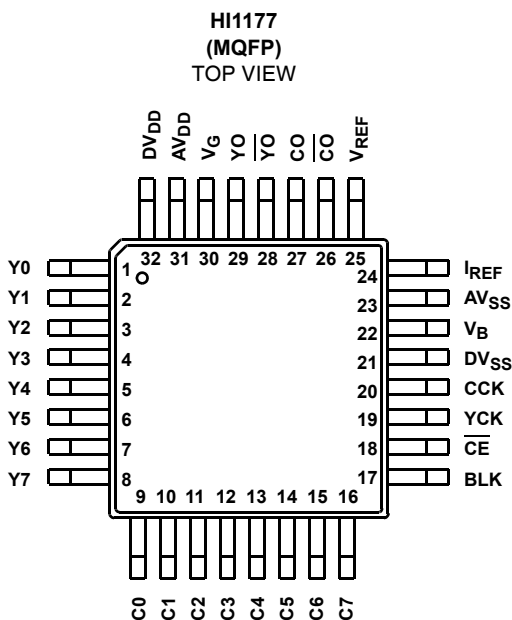 HI1177
(MQFP)
TOP VIEW
DVDD AVDD VG YO Y̅O̅ CO C̅O̅ VREF
32 31 30 29 28 27 26 25
Y0 1 24 IREF
Y1 2 23 AVSS
Y2 3 22 VB
Y3 4 21 DVSS
Y4 5 20 CCK
Y5 6 19 YCK
Y6 7 18 C̅E̅
Y7 8 17 BLK
9 10 11 12 13 14 15 16
C0 C1 C2 C3 C4 C5 C6 C7